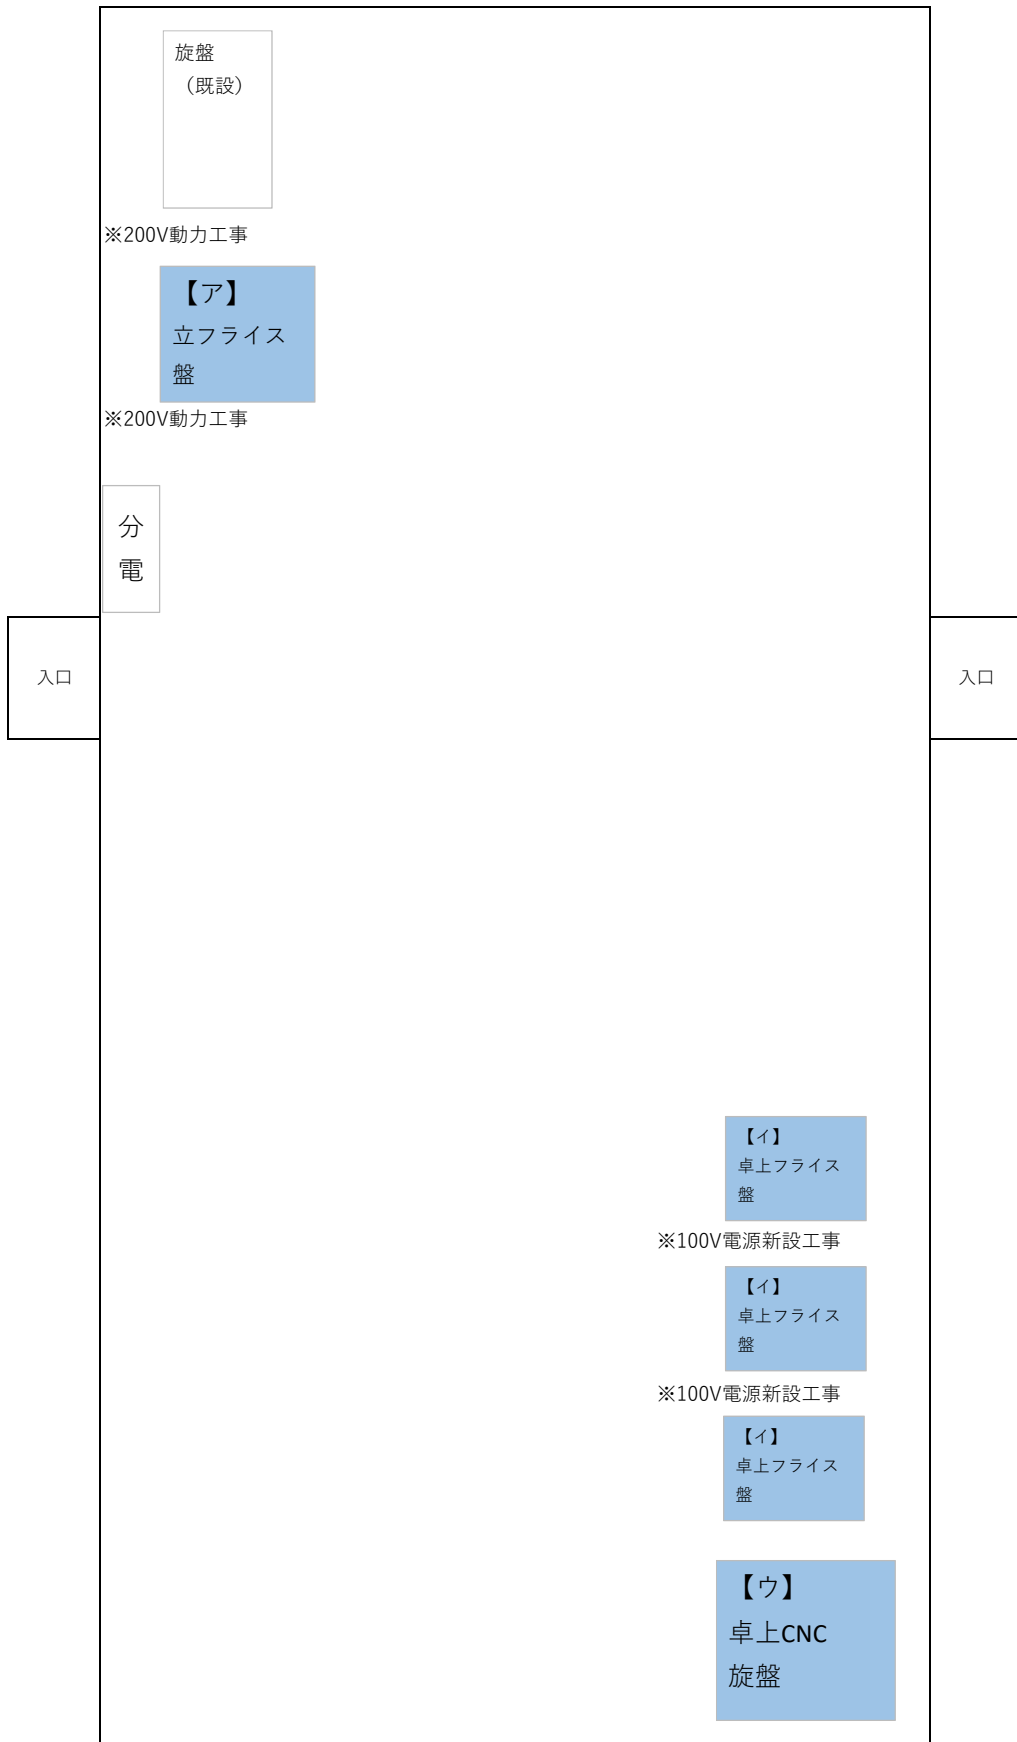 旋盤
（既設）
※200V動力工事
【ア】
立フライス
盤
※200V動力工事
分
電
入口
入口
【イ】
卓上フライス
盤
※100V電源新設工事
【イ】
卓上フライス
盤
※100V電源新設工事
【イ】
卓上フライス
盤
【ウ】
卓上CNC
旋盤